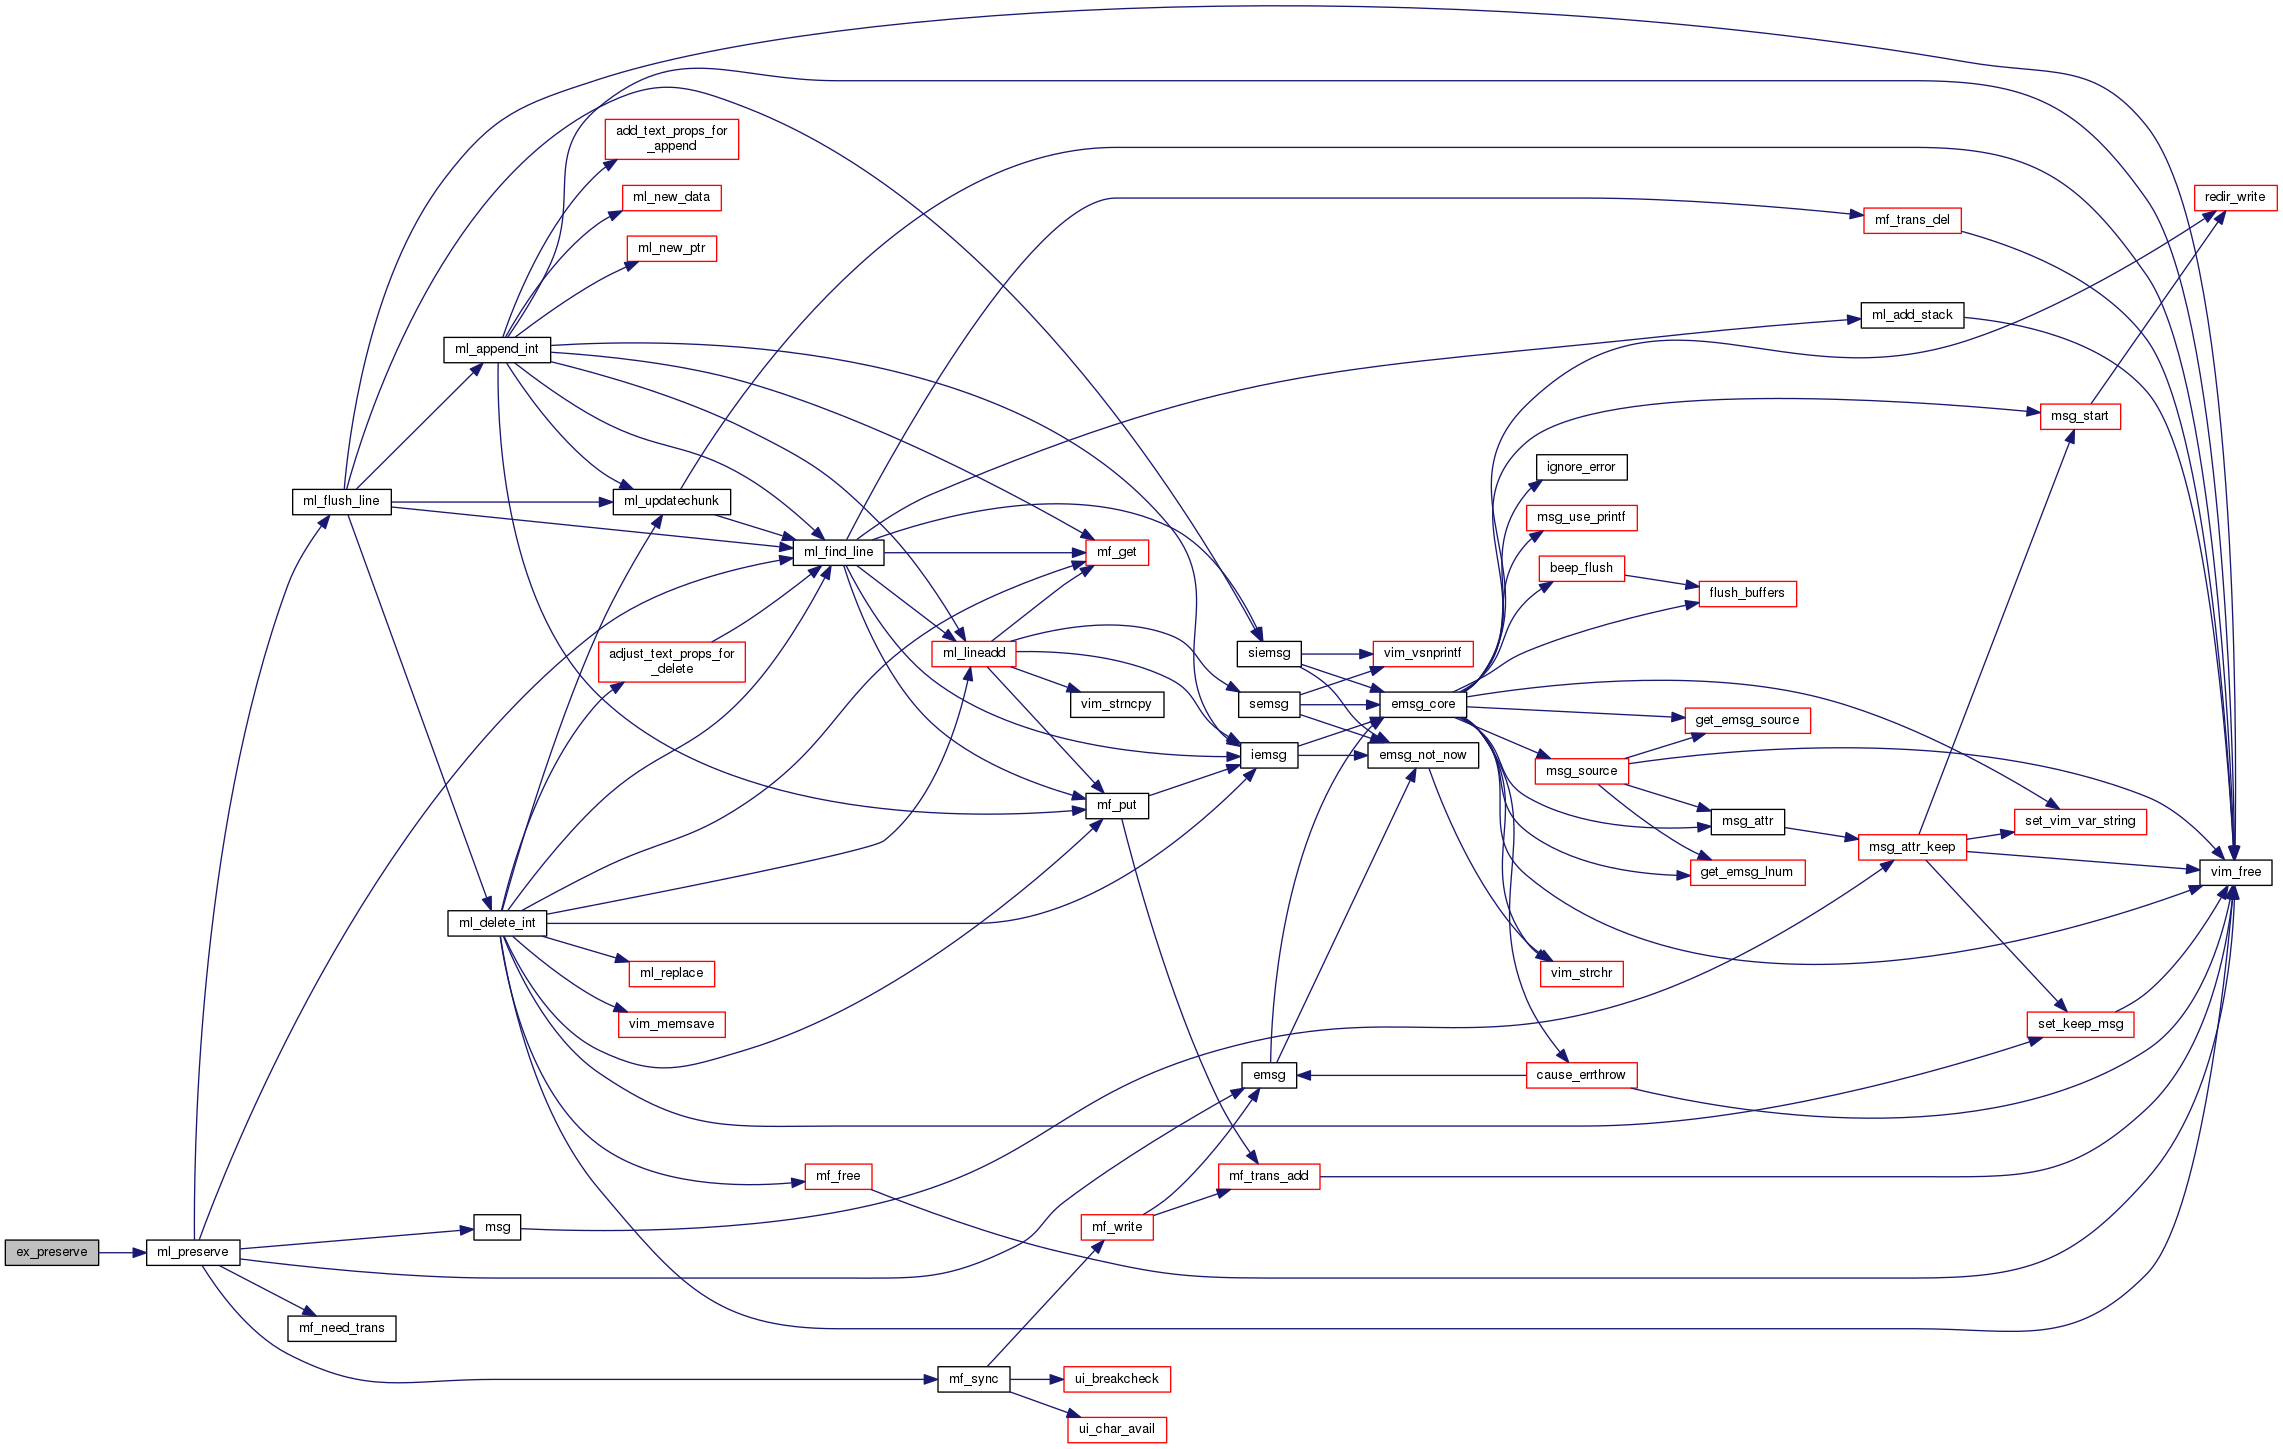 add_text_props_for
_append
ml_new_data
redir_write
mf_trans_del
ml_new_ptr
ml_add_stack
ml_append_int
msg_start
ignore_error
ml_flush_line
ml_updatechunk
msg_use_printf
ml_find_line
mf_get
beep_flush
flush_buffers
adjust_text_props_for
_delete
ml_lineadd
siemsg
vim_vsnprintf
vim_strncpy
semsg
emsg_core
get_emsg_source
iemsg
emsg_not_now
msg_source
mf_put
msg_attr
set_vim_var_string
msg_attr_keep
get_emsg_lnum
vim_free
ml_delete_int
ml_replace
vim_strchr
vim_memsave
set_keep_msg
emsg
cause_errthrow
mf_free
mf_trans_add
msg
mf_write
ex_preserve
ml_preserve
mf_need_trans
mf_sync
ui_breakcheck
ui_char_avail